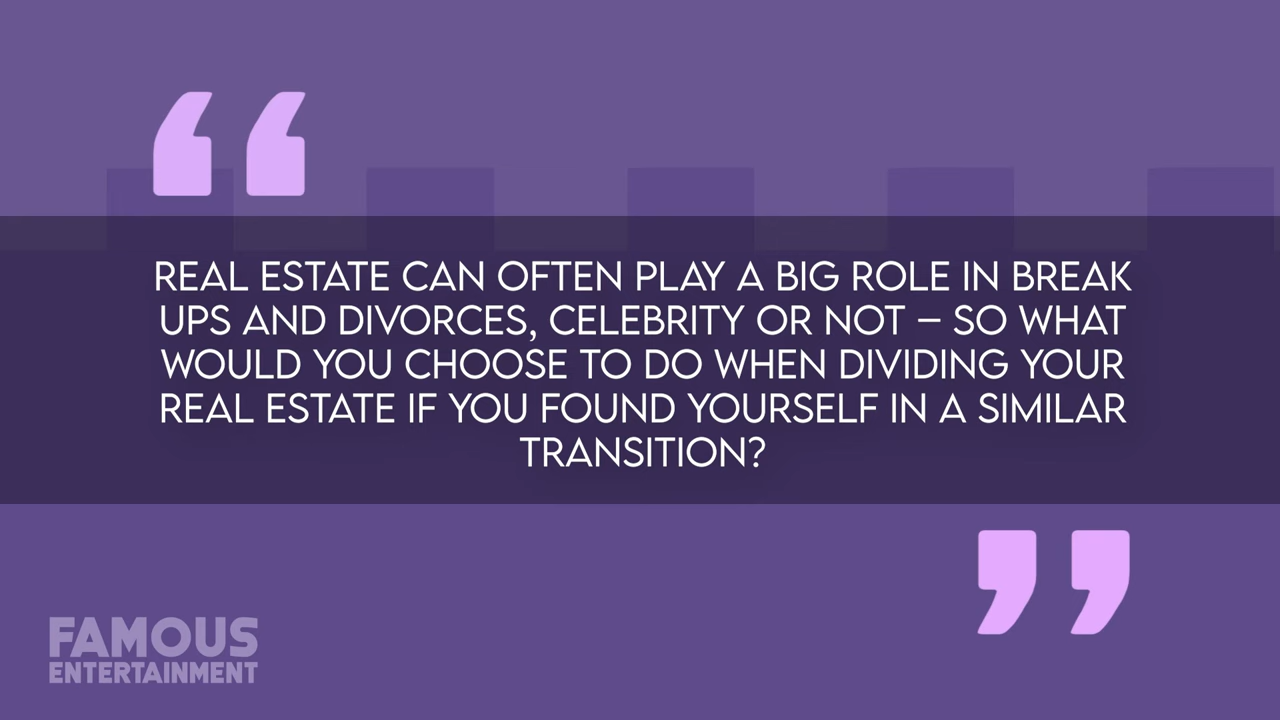 “
REAL ESTATE CAN OFTEN PLAY A BIG ROLE IN BREAK
UPS AND DIVORCES, CELEBRITY OR NOT – SO WHAT
WOULD YOU CHOOSE TO DO WHEN DIVIDING YOUR
REAL ESTATE IF YOU FOUND YOURSELF IN A SIMILAR
TRANSITION?
”
FAMOUS
ENTERTAINMENT